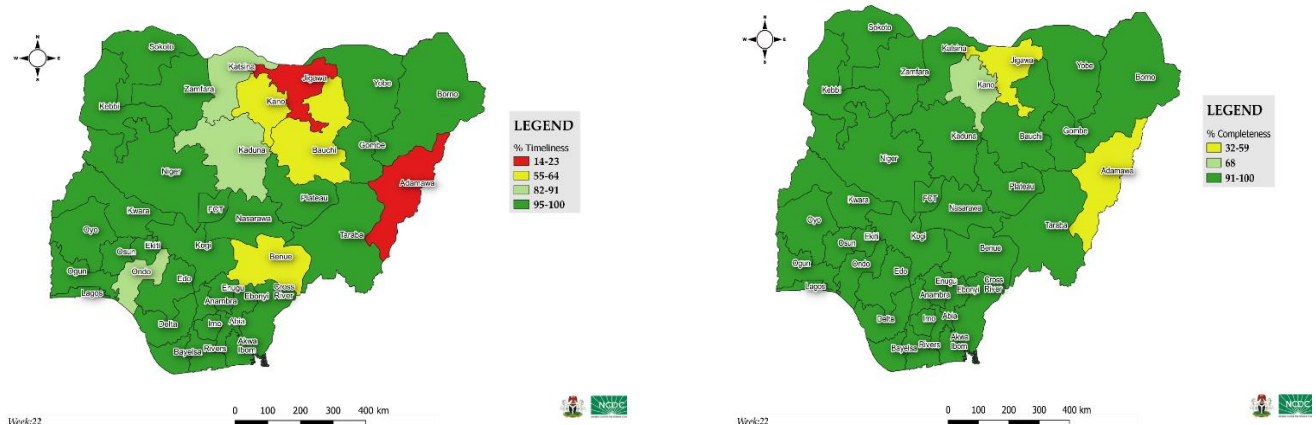 N
W E
S
Sokoto
Katsina
Jigawa
Yobe
Borno
Zamfara
Kano
Kebbi
Kaduna
Bauchi
Gombe
Niger
Adamawa
Plateau
FCT
Kwara
Nasarawa
Taraba
Oyo
Ekiti
Kogi
Osun
Benue
Ogun
Ondo
Edo
Lagos
Enugu
Cross
River
Anambra
Ebonyi
Delta
Imo
Abia
Bayelsa
Rivers
Akwa
Ibom
LEGEND
% Timeliness
14-23
55-64
82-91
95-100
Week:22
0 100 200 300 400 km
NCDC
N
W E
S
Sokoto
Katsina
Jigawa
Yobe
Borno
Zamfara
Kano
Kebbi
Kaduna
Bauchi
Gombe
Niger
Adamawa
Plateau
FCT
Kwara
Nasarawa
Taraba
Oyo
Ekiti
Kogi
Osun
Benue
Ogun
Ondo
Edo
Lagos
Enugu
Cross
River
Anambra
Ebonyi
Delta
Imo
Abia
Bayelsa
Rivers
Akwa
Ibom
LEGEND
% Completeness
32-59
68
91-100
Week:22
0 100 200 300 400 km
NCDC